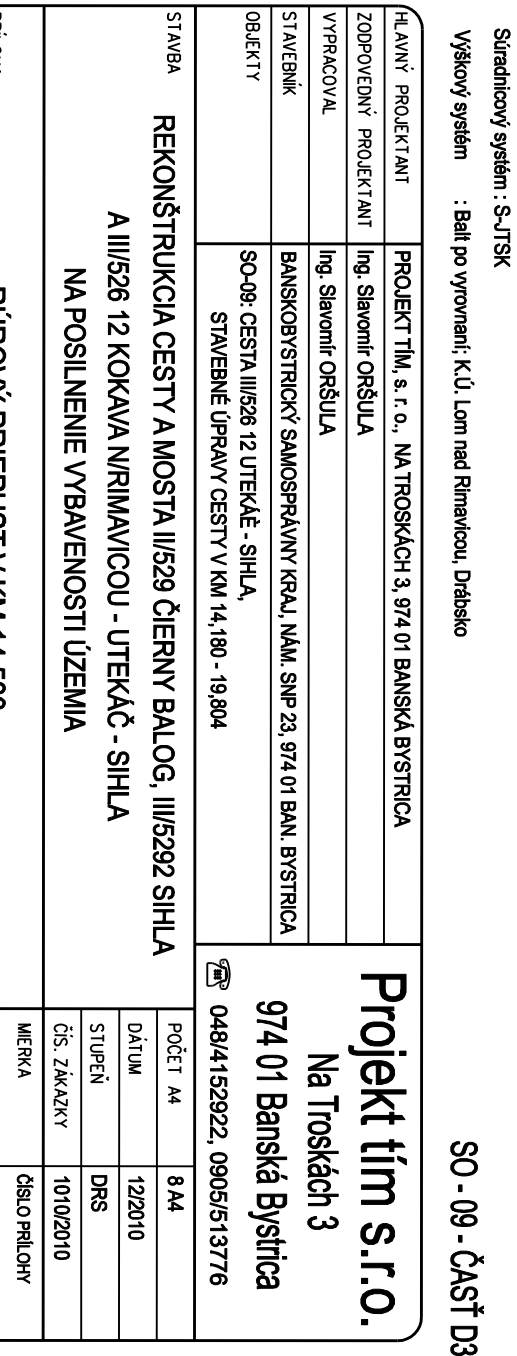 Súradnicový systém : S-JTSK
Výškový systém : Balt po vyrovnaní; K.Ú. Lom nad Rimavicou, Drábsko
SO - 09 - ČASŤ D3
HLAVNÝ PROJEKTANT PROJEKT TÍM, s. r. o., NA TROSKÁCH 3, 974 01 BANSKÁ BYSTRICA
ZODPOVEDNÝ PROJEKTANT Ing. Slavomír ORŠULA
VYPRACOVAL Ing. Slavomír ORŠULA
STAVEBNÍK BANSKOBYSTRICKÝ SAMOSPRÁVNY KRAJ, NÁM. SNP 23, 974 01 BAN. BYSTRICA
OBJEKTY SO-09: CESTA III/526 12 UTEKÁÈ - SIHLA,
STAVEBNÉ ÚPRAVY CESTY V KM 14,180 - 19,804
Projekt tím s.r.o.
Na Troskách 3
974 01 Banská Bystrica
048/4152922, 0905/513776
STAVBA REKONŠTRUKCIA CESTY A MOSTA II/529 ČIERNY BALOG, III/5292 SIHLA
A III/526 12 KOKAVA N/RIMAVICOU - UTEKÁČ - SIHLA
NA POSILNENIE VYBAVENOSTI ÚZEMIA
POČET A4 8 A4
DÁTUM 12/2010
STUPEŇ DRS
ČÍS. ZÁKAZKY 1010/2010
MIERKA ČÍSLO PRÍLOHY